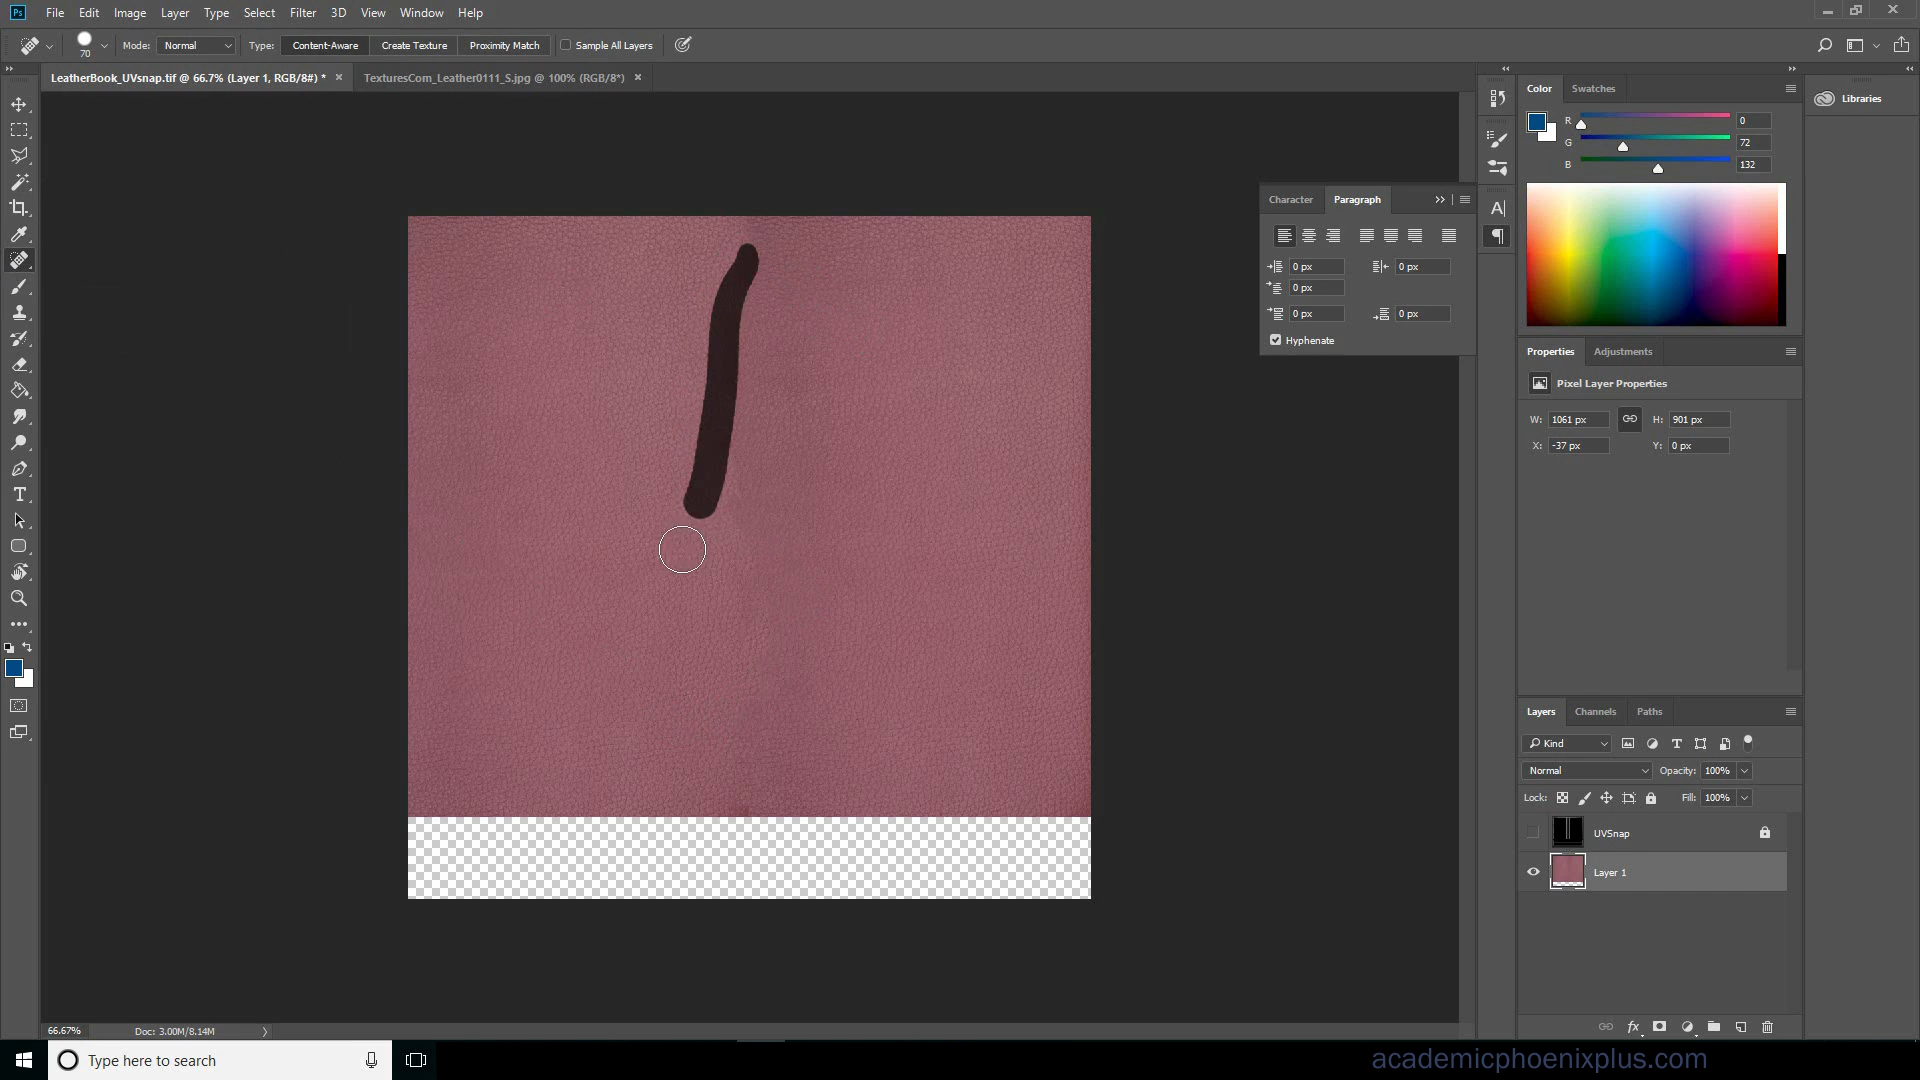 Ps File Edit Image Layer Type Select Filter 3D View Window Help
70 Mode: Normal Type: Content-Aware Create Texture Proximity Match Sample All Layers
LeatherBook_UVsnap.tif @ 66.7% (Layer 1, RGB/8#) * × TexturesCom_Leather0111_S.jpg @ 100% (RGB/8*) ×
Color Swatches
Libraries
R 0
G 72
B 132
Character Paragraph
0 px 0 px
0 px
0 px 0 px
Hyphenate
Properties Adjustments
Pixel Layer Properties
W: 1061 px H: 901 px
X: -37 px Y: 0 px
Layers Channels Paths
Kind
Normal Opacity: 100%
Lock: Fill: 100%
UVSnap
Layer 1
fx
66.67% Doc: 3.00M/8.14M
Type here to search
academicphoenixplus.com